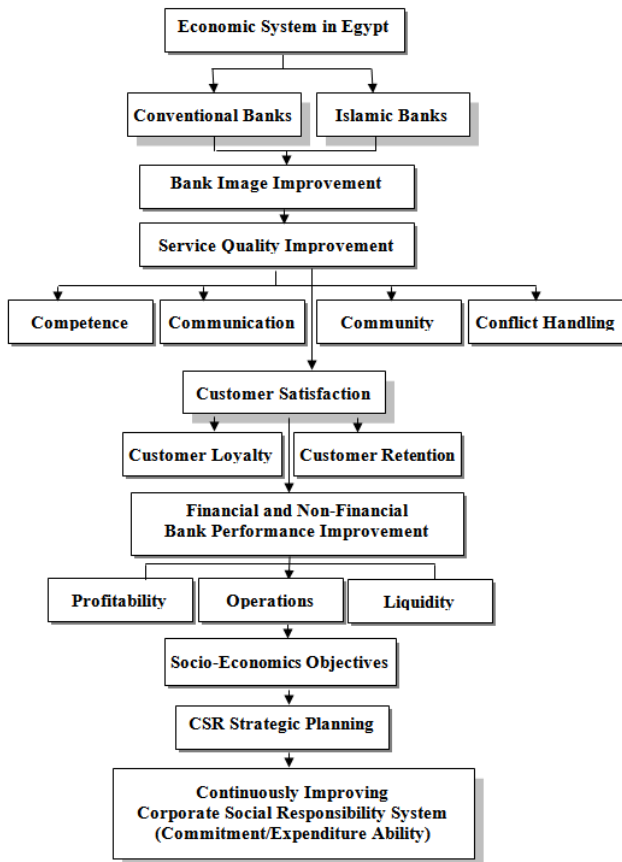 Economic System in Egypt
Conventional Banks
Islamic Banks
Bank Image Improvement
Service Quality Improvement
Competence
Communication
Community
Conflict Handling
Customer Satisfaction
Customer Loyalty
Customer Retention
Financial and Non-Financial
Bank Performance Improvement
Profitability
Operations
Liquidity
Socio-Economics Objectives
CSR Strategic Planning
Continuously Improving
Corporate Social Responsibility System
(Commitment/Expenditure Ability)